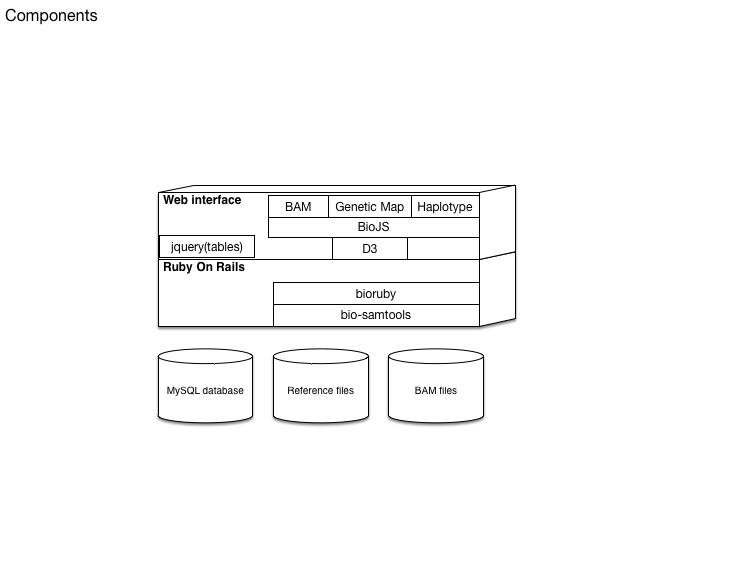 Components
Web interface
BAM Genetic Map Haplotype
BioJS
jquery(tables) D3
Ruby On Rails
bioruby
bio-samtools
MySQL database Reference files BAM files